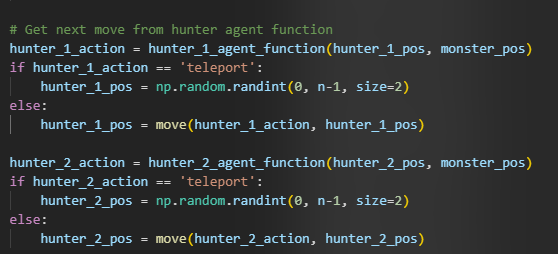 # Get next move from hunter agent function
hunter_1_action = hunter_1_agent_function(hunter_1_pos, monster_pos)
if hunter_1_action == 'teleport':
    hunter_1_pos = np.random.randint(0, n-1, size=2)
else:
    hunter_1_pos = move(hunter_1_action, hunter_1_pos)

hunter_2_action = hunter_2_agent_function(hunter_2_pos, monster_pos)
if hunter_2_action == 'teleport':
    hunter_2_pos = np.random.randint(0, n-1, size=2)
else:
    hunter_2_pos = move(hunter_2_action, hunter_2_pos)